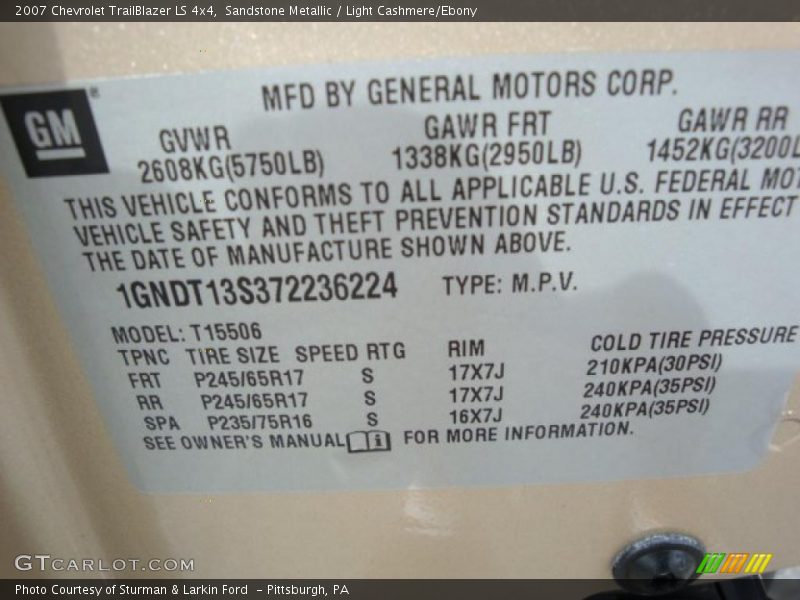 2007 Chevrolet TrailBlazer LS 4x4, Sandstone Metallic / Light Cashmere/Ebony
GM ®
MFD BY GENERAL MOTORS CORP.
GVWR GAWR FRT GAWR RR
2608KG(5750LB) 1338KG(2950LB) 1452KG(3200L
THIS VEHICLE CONFORMS TO ALL APPLICABLE U.S. FEDERAL MOT
VEHICLE SAFETY AND THEFT PREVENTION STANDARDS IN EFFECT
THE DATE OF MANUFACTURE SHOWN ABOVE.
1GNDT13S372236224 TYPE: M.P.V.
MODEL: T15506
TPNC TIRE SIZE SPEED RTG RIM COLD TIRE PRESSURE
FRT P245/65R17 S 17X7J 210KPA(30PSI)
RR P245/65R17 S 17X7J 240KPA(35PSI)
SPA P235/75R16 S 16X7J 240KPA(35PSI)
SEE OWNER'S MANUAL i FOR MORE INFORMATION.
GTCARLOT.COM
Photo Courtesy of Sturman & Larkin Ford - Pittsburgh, PA